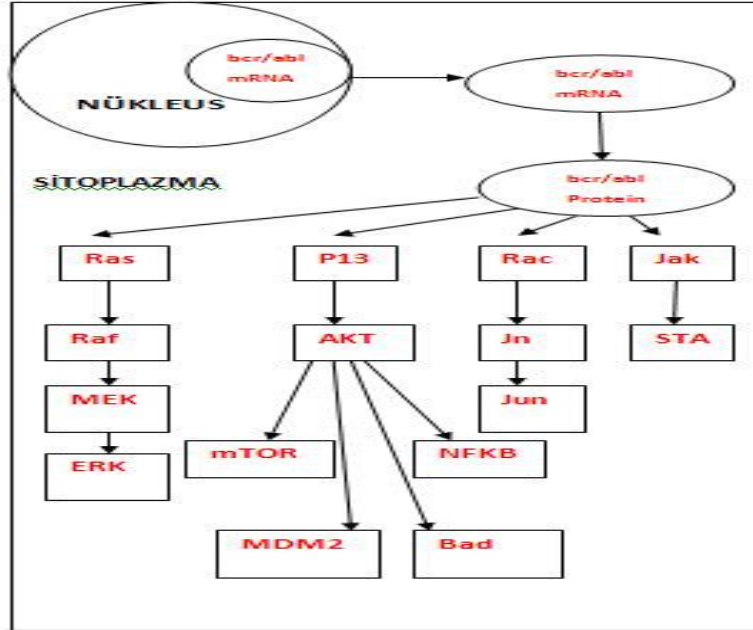 bcr/abl
mRNA
NÜKLEUS
bcr/abl
mRNA
SİTOPLAZMA
bcr/abl
Protein
Ras
P13
Rac
Jak
Raf
AKT
Jn
STA
MEK
Jun
ERK
mTOR
NFKB
MDM2
Bad